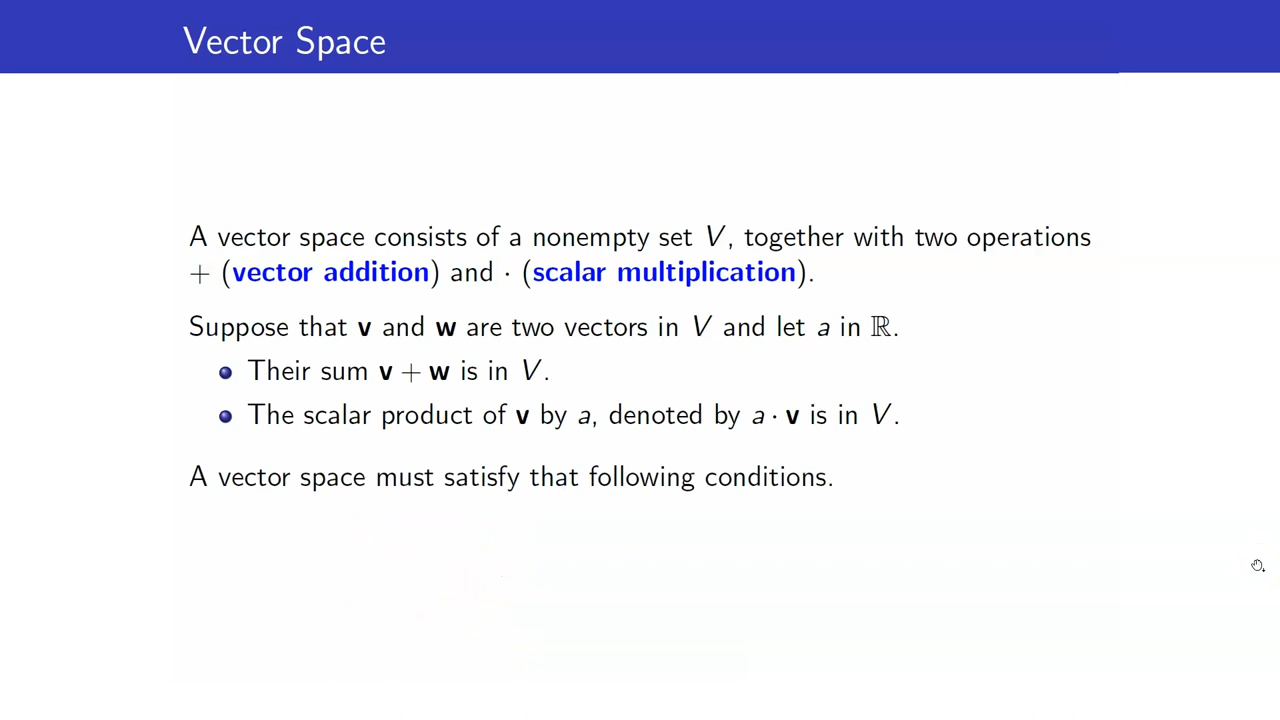 Vector Space
A vector space consists of a nonempty set V, together with two operations
+ (vector addition) and · (scalar multiplication).
Suppose that v and w are two vectors in V and let a in ℝ.
Their sum v + w is in V.
The scalar product of v by a, denoted by a · v is in V.
A vector space must satisfy that following conditions.